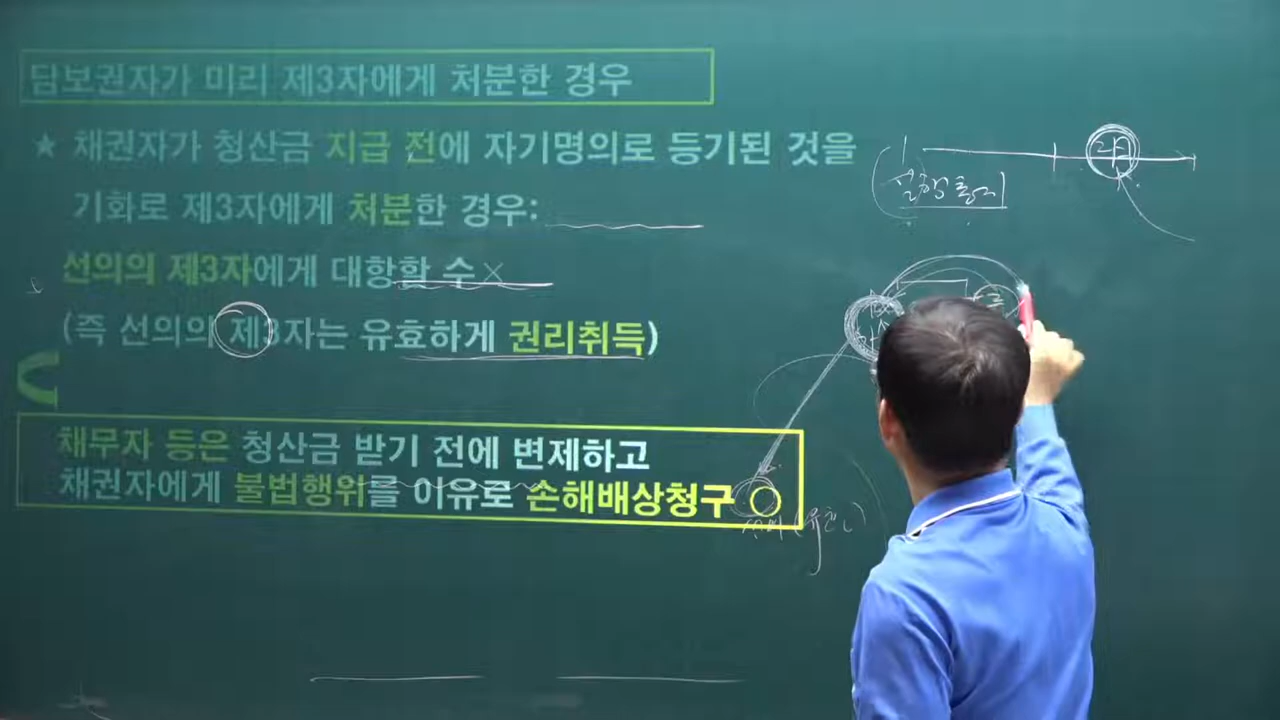 담보권자가 미리 제3자에게 처분한 경우
★ 채권자가 청산금 지급 전에 자기명의로 등기된 것을
기화로 제3자에게 처분한 경우:
선의의 제3자에게 대항할 수 ×
(즉 선의의 제3자는 유효하게 권리취득)
채무자 등은 청산금 받기 전에 변제하고
채권자에게 불법행위를 이유로 손해배상청구 ○
실행통지